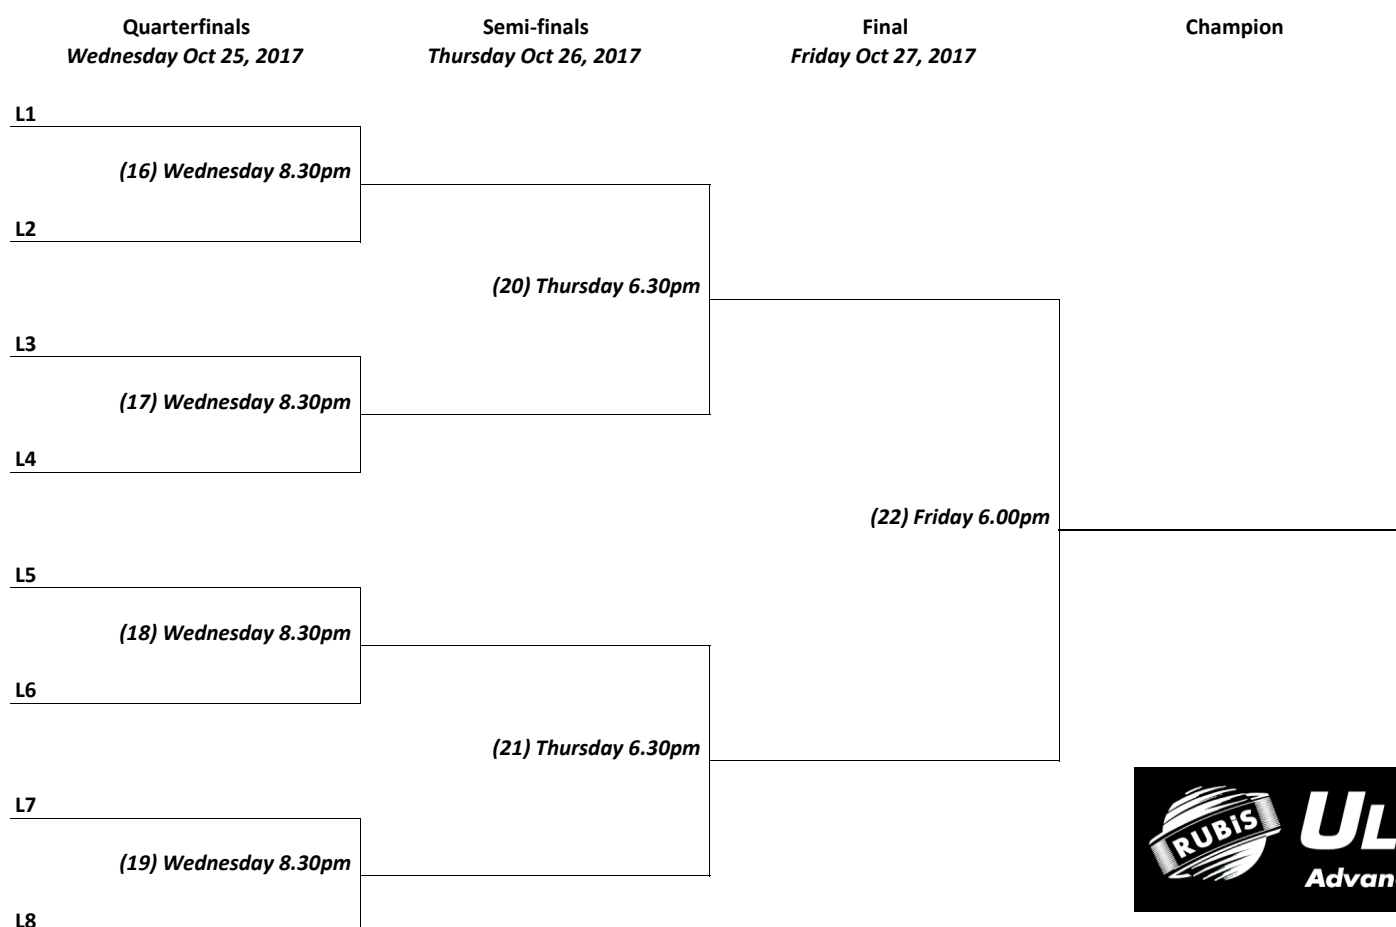 Quarterfinals Semi-finals Final Champion
Wednesday Oct 25, 2017 Thursday Oct 26, 2017 Friday Oct 27, 2017
L1
(16) Wednesday 8.30pm
L2
(20) Thursday 6.30pm
L3
(17) Wednesday 8.30pm
L4
(22) Friday 6.00pm
L5
(18) Wednesday 8.30pm
L6
(21) Thursday 6.30pm
L7
(19) Wednesday 8.30pm
L8
RUBiS